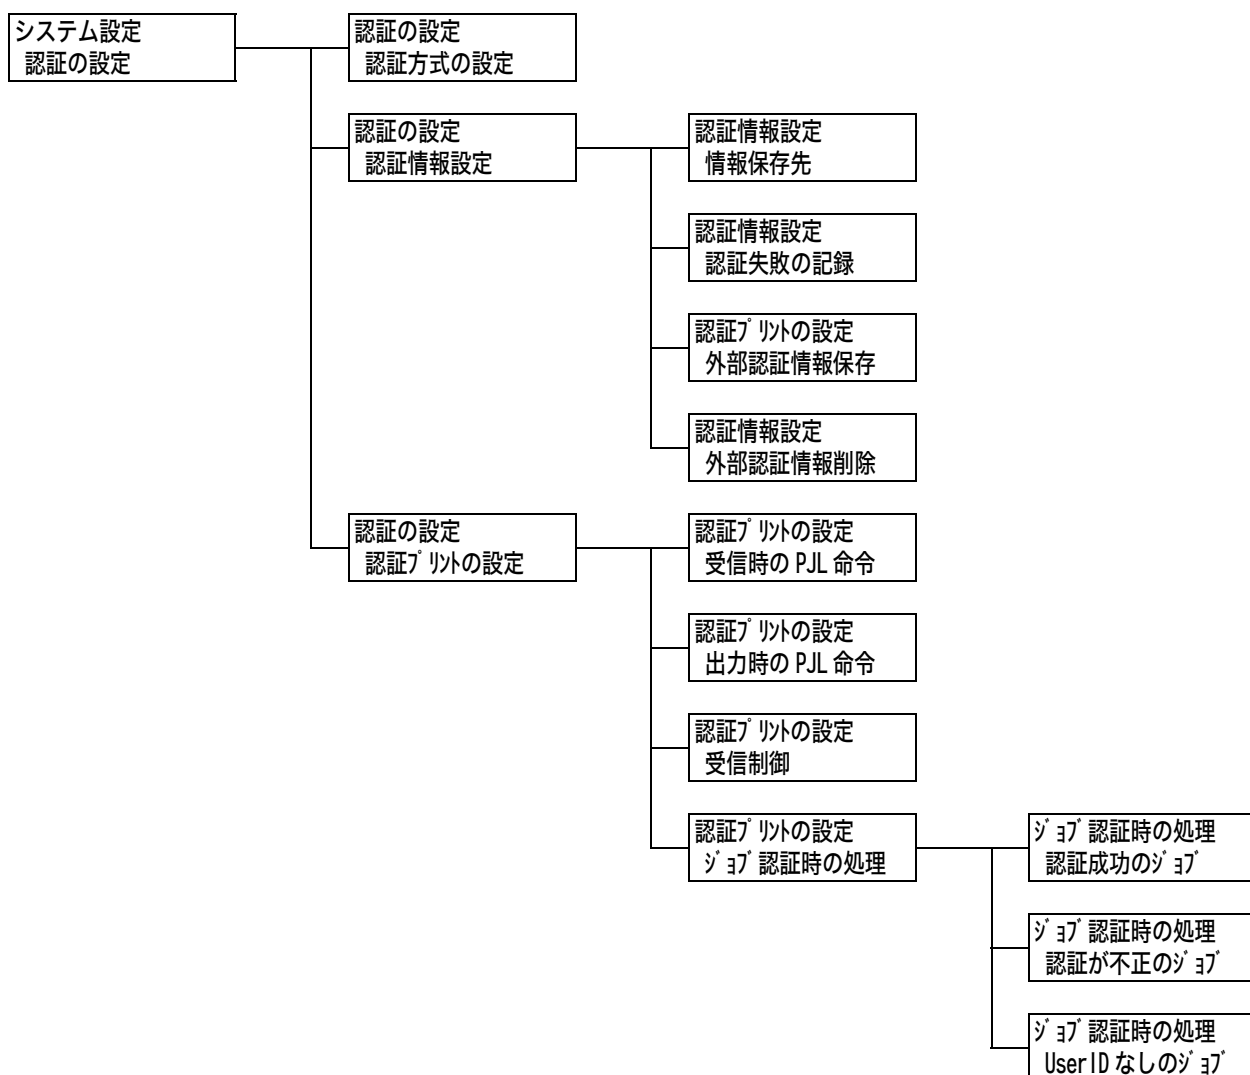 システム設定
認証の設定
認証の設定
認証方式の設定
認証の設定
認証情報設定
認証情報設定
情報保存先
認証情報設定
認証失敗の記録
認証ﾌﾟﾘﾝﾄの設定
外部認証情報保存
認証情報設定
外部認証情報削除
認証の設定
認証ﾌﾟﾘﾝﾄの設定
認証ﾌﾟﾘﾝﾄの設定
受信時の PJL 命令
認証ﾌﾟﾘﾝﾄの設定
出力時の PJL 命令
認証ﾌﾟﾘﾝﾄの設定
受信制御
認証ﾌﾟﾘﾝﾄの設定
ｼﾞｮﾌﾞ認証時の処理
ｼﾞｮﾌﾞ認証時の処理
認証成功のｼﾞｮﾌﾞ
ｼﾞｮﾌﾞ認証時の処理
認証が不正のｼﾞｮﾌﾞ
ｼﾞｮﾌﾞ認証時の処理
UserID なしのｼﾞｮﾌﾞ